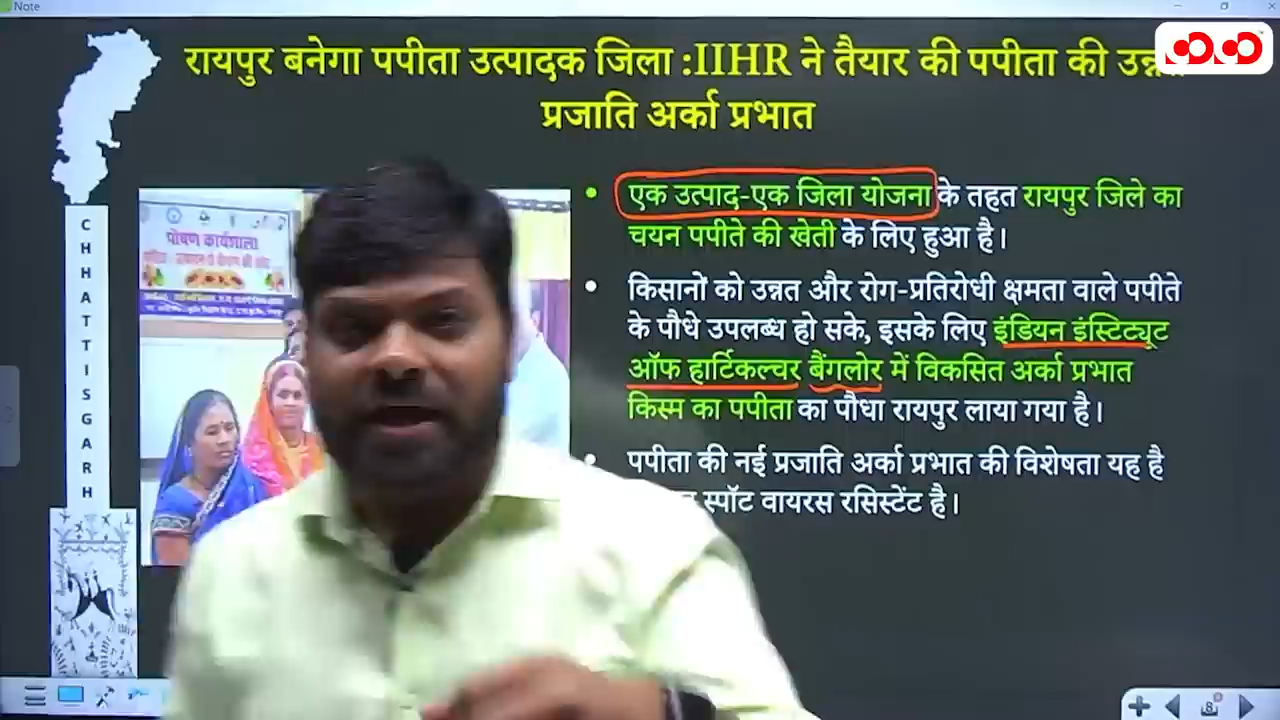 Note
रायपुर बनेगा पपीता उत्पादक जिला :IIHR ने तैयार की पपीता की
प्रजाति अर्का प्रभात
CHHATTISGARH
पोषण कार्यशाला
• एक उत्पाद-एक जिला योजना के तहत रायपुर जिले का
चयन पपीते की खेती के लिए हुआ है।
• किसानों को उन्नत और रोग-प्रतिरोधी क्षमता वाले पपीते
के पौधे उपलब्ध हो सके, इसके लिए इंडियन इंस्टिट्यूट
ऑफ हार्टिकल्चर बैंगलोर में विकसित अर्का प्रभात
किस्म का पपीता का पौधा रायपुर लाया गया है।
• पपीता की नई प्रजाति अर्का प्रभात की विशेषता यह है
स्पॉट वायरस रसिस्टेंट है।
8